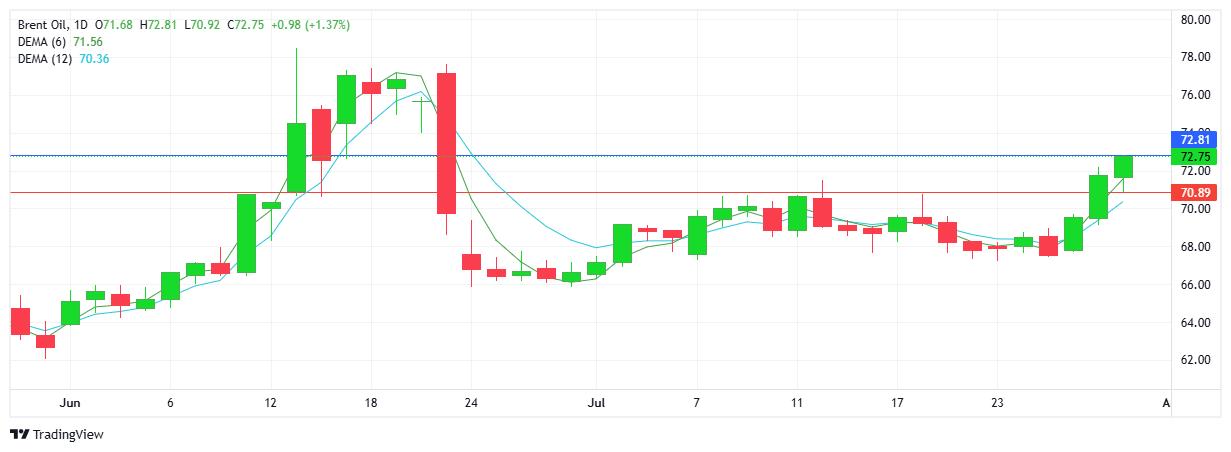 Brent Oil, 1D O71.68 H72.81 L70.92 C72.75 +0.98 (+1.37%)
DEMA (6) 71.56
DEMA (12) 70.36
80.00
78.00
76.00
74.00
72.81
72.75
72.00
70.89
70.00
68.00
66.00
64.00
62.00
Jun 6 12 18 24 Jul 7 11 17 23 A
TradingView